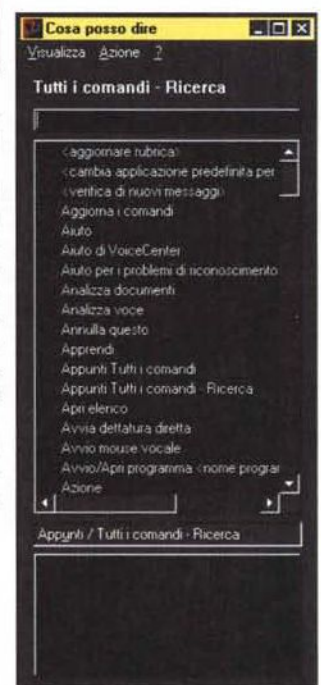 Cosa posso dire
Visualizza Azione ?
Tutti i comandi - Ricerca
<aggiornare rubrica>
<cambia applicazione predefinita per
<verifica di nuovi messaggi>
Aggiorna i comandi
Aiuto
Aiuto di VoiceCenter
Aiuto per i problemi di riconoscimento
Analizza documenti
Analizza voce
Annulla questo
Apprendi
Appunti Tutti i comandi
Appunti Tutti i comandi - Ricerca
Apri elenco
Avvia dettatura diretta
Avvio mouse vocale
Avvio/Apri programma <nome prograr
Azione
Appunti / Tutti i comandi - Ricerca